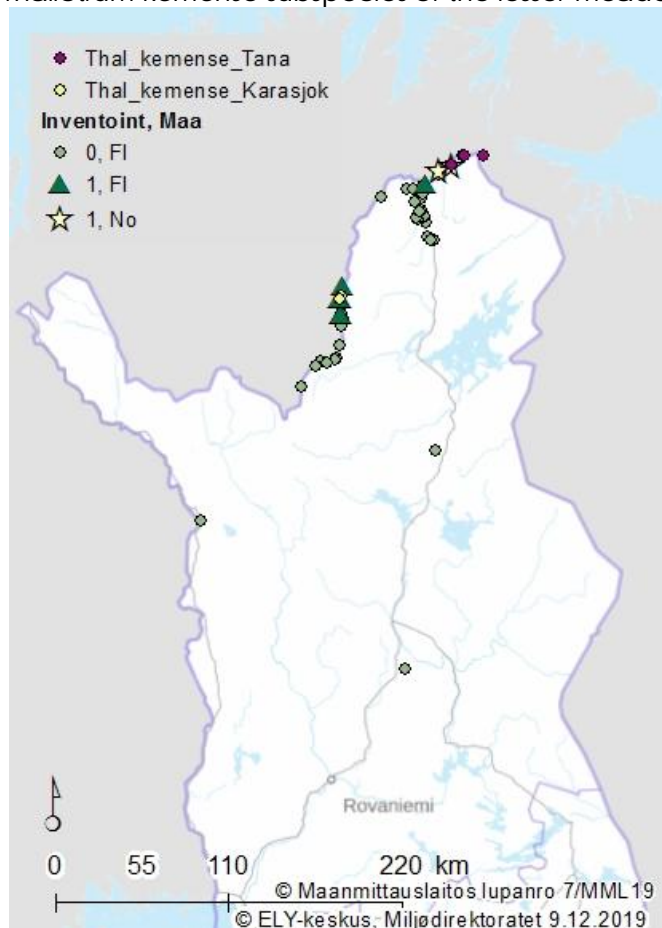 Thal_kemense_Tana
Thal_kemense_Karasjok
Inventoint, Maa
0, FI
1, FI
1, No
Rovaniemi
0 55 110 220 km
© Maanmittauslaitos lupanro 7/MML19
© ELY-keskus, Miljødirektoratet 9.12.2019